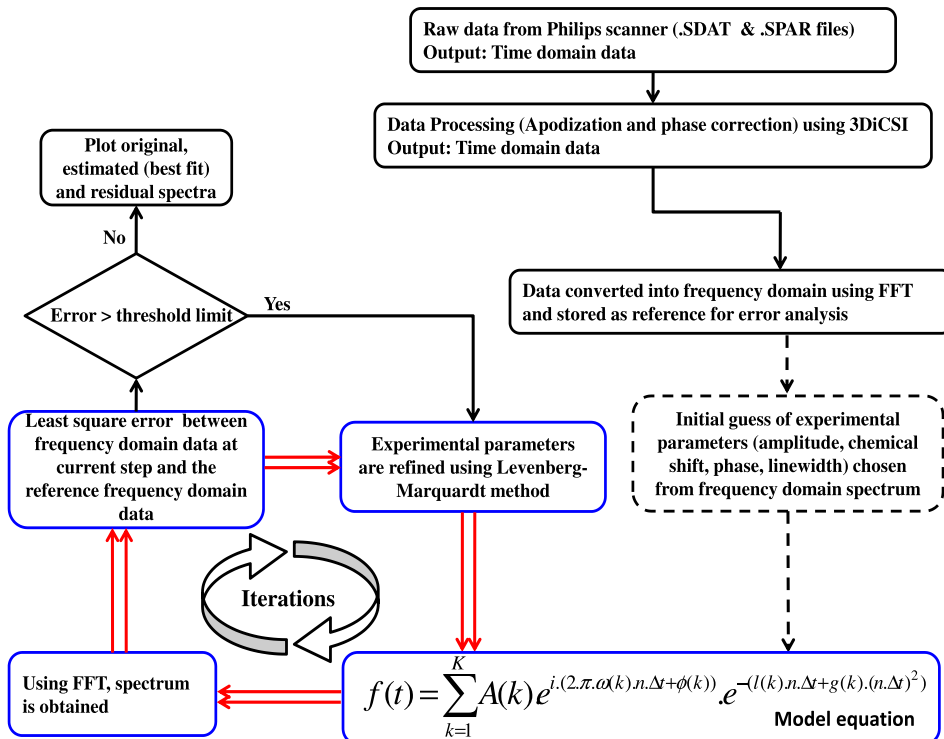 Raw data from Philips scanner (.SDAT & .SPAR files)
Output: Time domain data
Data Processing (Apodization and phase correction) using 3DiCSI
Output: Time domain data
Plot original,
estimated (best fit)
and residual spectra
No
Error > threshold limit
Yes
Data converted into frequency domain using FFT
and stored as reference for error analysis
Least square error between
frequency domain data at
current step and the
reference frequency domain
data
Experimental parameters
are refined using Levenberg-
Marquardt method
Initial guess of experimental
parameters (amplitude, chemical
shift, phase, linewidth) chosen
from frequency domain spectrum
Iterations
Using FFT, spectrum
is obtained
f(t) = \sum_{k=1}^{K} A(k).e^{i.(2.π.ω(k).n.Δt+ϕ(k))}.e^{-(l(k).n.Δt+g(k).(n.Δt)^2)}
Model equation